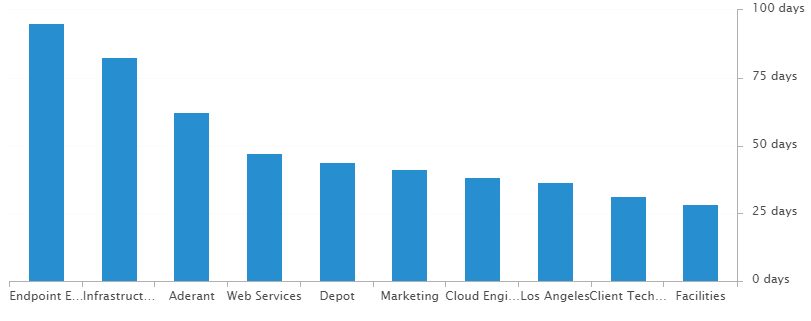 100 days
75 days
50 days
25 days
0 days
Endpoint E... Infrastruct... Aderant Web Services Depot Marketing Cloud Engi... Los Angeles Client Tech... Facilities